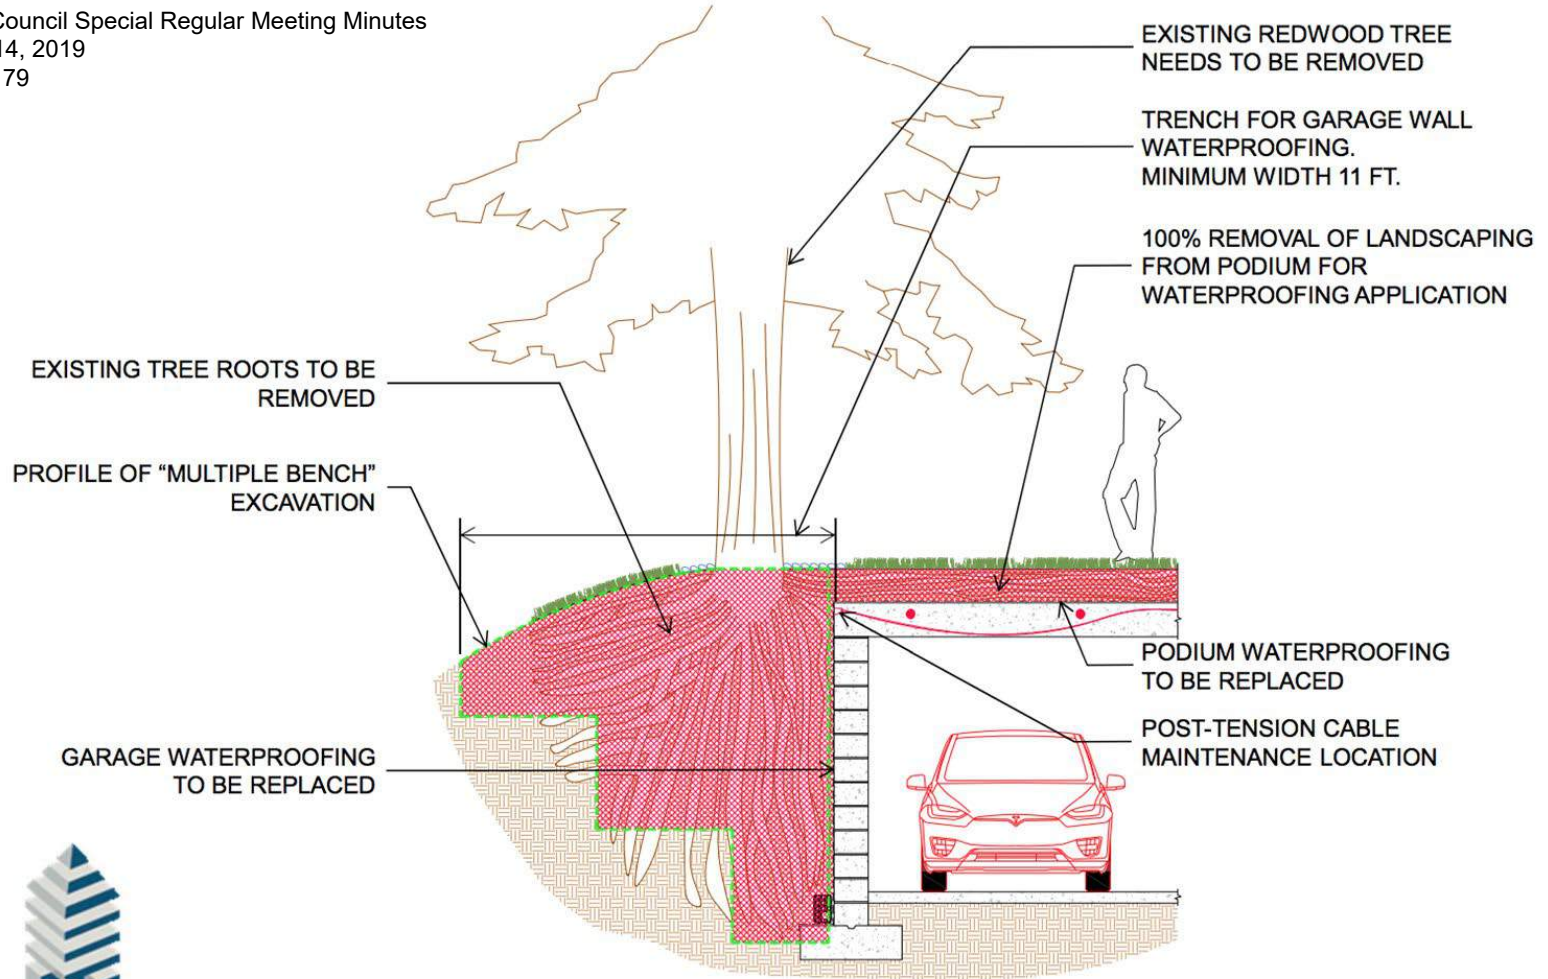 Council Special Regular Meeting Minutes
14, 2019
79
EXISTING REDWOOD TREE
NEEDS TO BE REMOVED
TRENCH FOR GARAGE WALL
WATERPROOFING.
MINIMUM WIDTH 11 FT.
100% REMOVAL OF LANDSCAPING
FROM PODIUM FOR
WATERPROOFING APPLICATION
EXISTING TREE ROOTS TO BE
REMOVED
PROFILE OF “MULTIPLE BENCH”
EXCAVATION
PODIUM WATERPROOFING
TO BE REPLACED
POST-TENSION CABLE
MAINTENANCE LOCATION
GARAGE WATERPROOFING
TO BE REPLACED